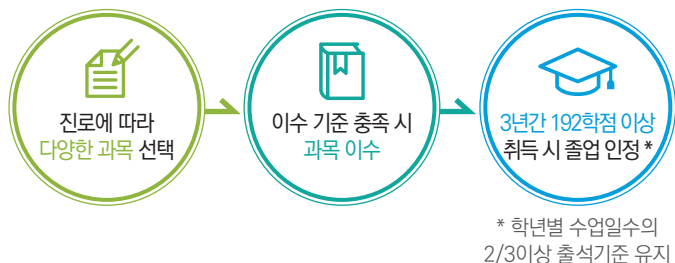 진로에 따라
다양한 과목 선택
이수 기준 충족 시
과목 이수
3년간 192학점 이상
취득 시 졸업 인정 *
* 학년별 수업일수의
2/3이상 출석기준 유지